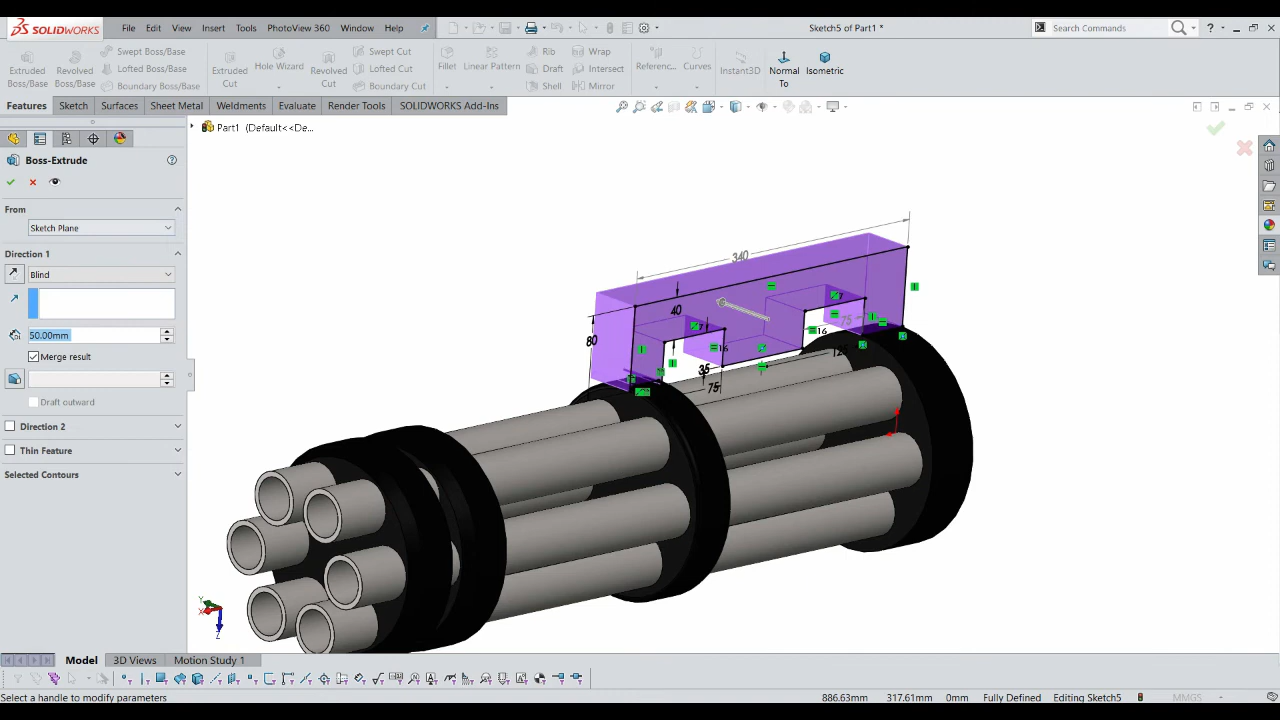 SOLIDWORKS
File Edit View Insert Tools PhotoView 360 Window Help
Sketch5 of Part1 *
Search Commands
Extruded Boss/Base
Revolved Boss/Base
Swept Boss/Base
Lofted Boss/Base
Boundary Boss/Base
Extruded Cut
Hole Wizard
Revolved Cut
Swept Cut
Lofted Cut
Boundary Cut
Fillet
Linear Pattern
Rib
Draft
Shell
Wrap
Intersect
Mirror
Referenc...
Curves
Instant3D
Normal To
Isometric
Features Sketch Surfaces Sheet Metal Weldments Evaluate Render Tools SOLIDWORKS Add-Ins
Part1 (Default<<De...
Boss-Extrude
From
Sketch Plane
Direction 1
Blind
50.00mm
Merge result
Draft outward
Direction 2
Thin Feature
Selected Contours
340
40
80
75
16
16
125
35
75
Y
X
Z
Model 3D Views Motion Study 1
Select a handle to modify parameters
886.63mm 317.61mm 0mm Fully Defined Editing Sketch5 MMGS